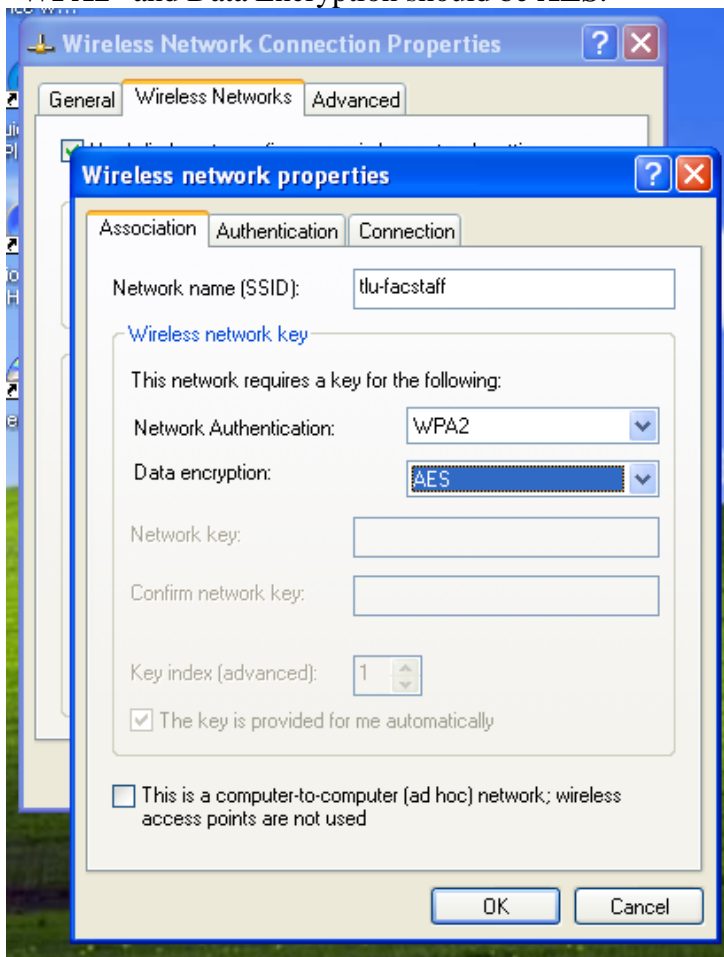 WPA2" and Data Encryption should be AES.
Wireless Network Connection Properties
General Wireless Networks Advanced
Wireless network properties
Association Authentication Connection
Network name (SSID): tlu-facstaff
Wireless network key
This network requires a key for the following:
Network Authentication: WPA2
Data encryption: AES
Network key:
Confirm network key:
Key index (advanced): 1
The key is provided for me automatically
This is a computer-to-computer (ad hoc) network; wireless
access points are not used
OK Cancel